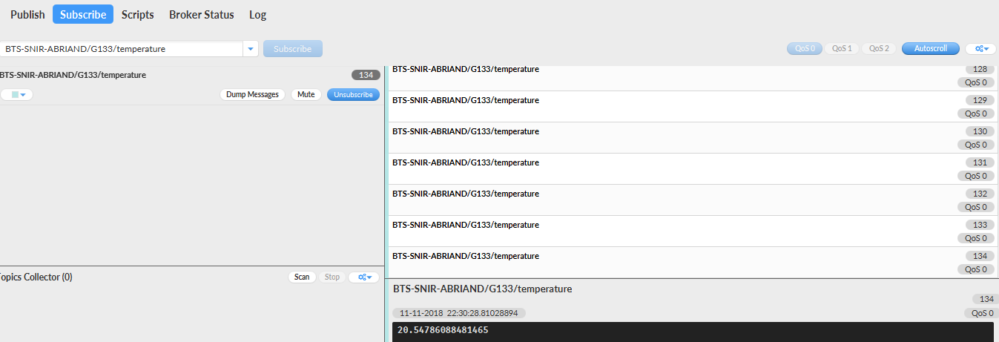 Publish Subscribe Scripts Broker Status Log
BTS-SNIR-ABRIAND/G133/temperature Subscribe QoS 0 QoS 1 QoS 2 Autoscroll
BTS-SNIR-ABRIAND/G133/temperature 134
Dump Messages Mute Unsubscribe
Topics Collector (0) Scan Stop
BTS-SNIR-ABRIAND/G133/temperature 128
QoS 0
BTS-SNIR-ABRIAND/G133/temperature 129
QoS 0
BTS-SNIR-ABRIAND/G133/temperature 130
QoS 0
BTS-SNIR-ABRIAND/G133/temperature 131
QoS 0
BTS-SNIR-ABRIAND/G133/temperature 132
QoS 0
BTS-SNIR-ABRIAND/G133/temperature 133
QoS 0
BTS-SNIR-ABRIAND/G133/temperature 134
QoS 0
BTS-SNIR-ABRIAND/G133/temperature
134
11-11-2018 22:30:28.81028894 QoS 0
20.54786088481465